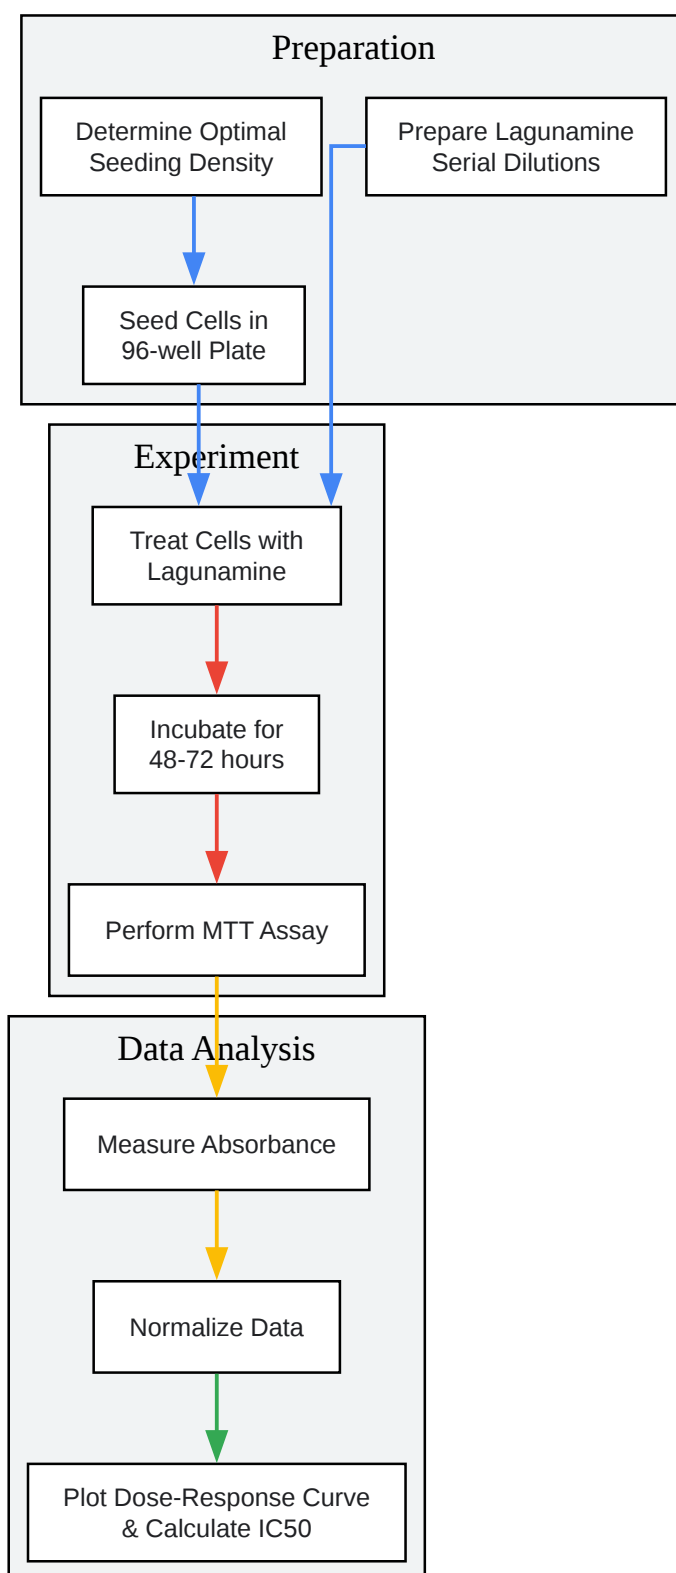 Preparation
Determine Optimal
Seeding Density
Prepare Lagunamine
Serial Dilutions
Seed Cells in
96-well Plate
Experiment
Treat Cells with
Lagunamine
Incubate for
48-72 hours
Perform MTT Assay
Data Analysis
Measure Absorbance
Normalize Data
Plot Dose-Response Curve
& Calculate IC50